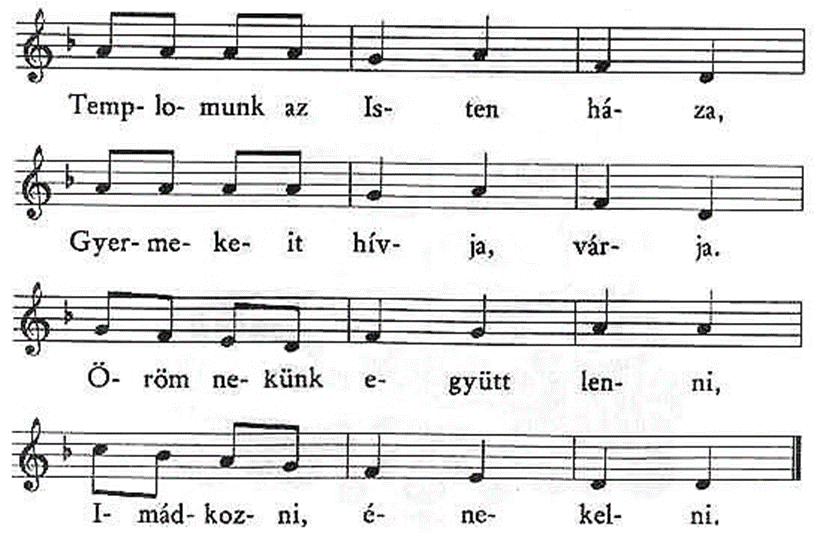 Temp- lo- munk az Is- ten há- za,
Gyer- me- ke- it hív- ja, vár- ja.
Ö- röm ne- künk e- gyütt len- ni,
I- mád- koz- ni, é- ne- kel- ni.